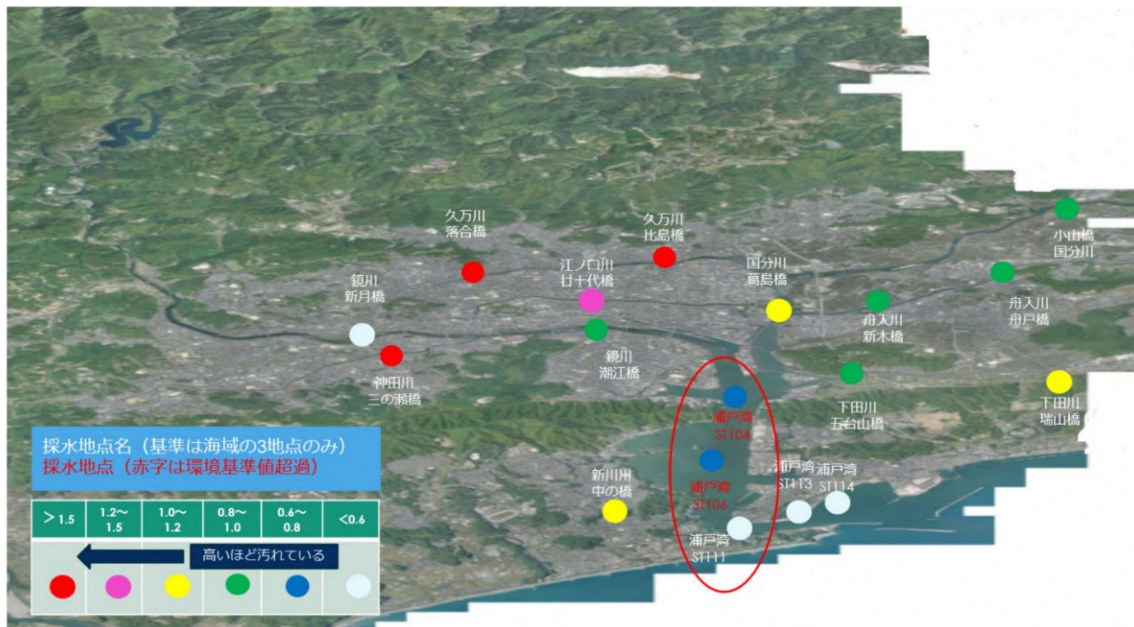 小山橋
国分川
久万川
落合橋
久万川
比島橋
江ノ口川
廿十代橋
国分川
葛島橋
鏡川
新月橋
舟入川
新木橋
舟入川
舟戸橋
神田川
三の瀬橋
鏡川
潮江橋
下田川
五台山橋
下田川
瑞山橋
浦戸湾
ST104
浦戸湾
ST106
新川川
中の橋
浦戸湾
ST113
浦戸湾
ST114
浦戸湾
ST111
採水地点名（基準は海域の3地点のみ）
採水地点（赤字は環境基準値超過）
＞1.5
1.2～
1.5
1.0～
1.2
0.8～
1.0
0.6～
0.8
<0.6
高いほど汚れている